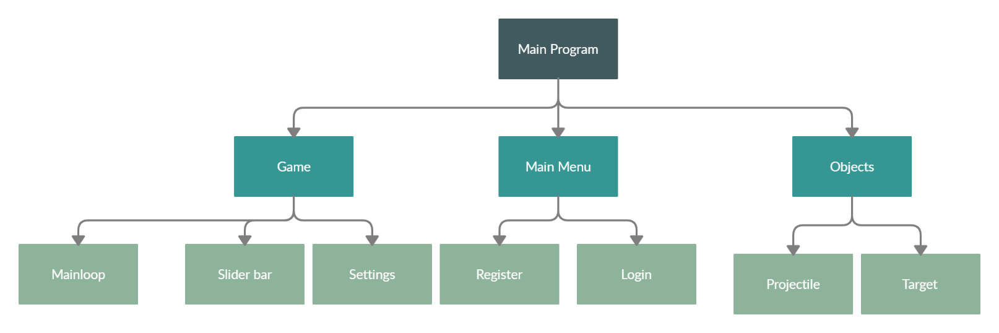 Main Program
Game
Main Menu
Objects
Mainloop
Slider bar
Settings
Register
Login
Projectile
Target